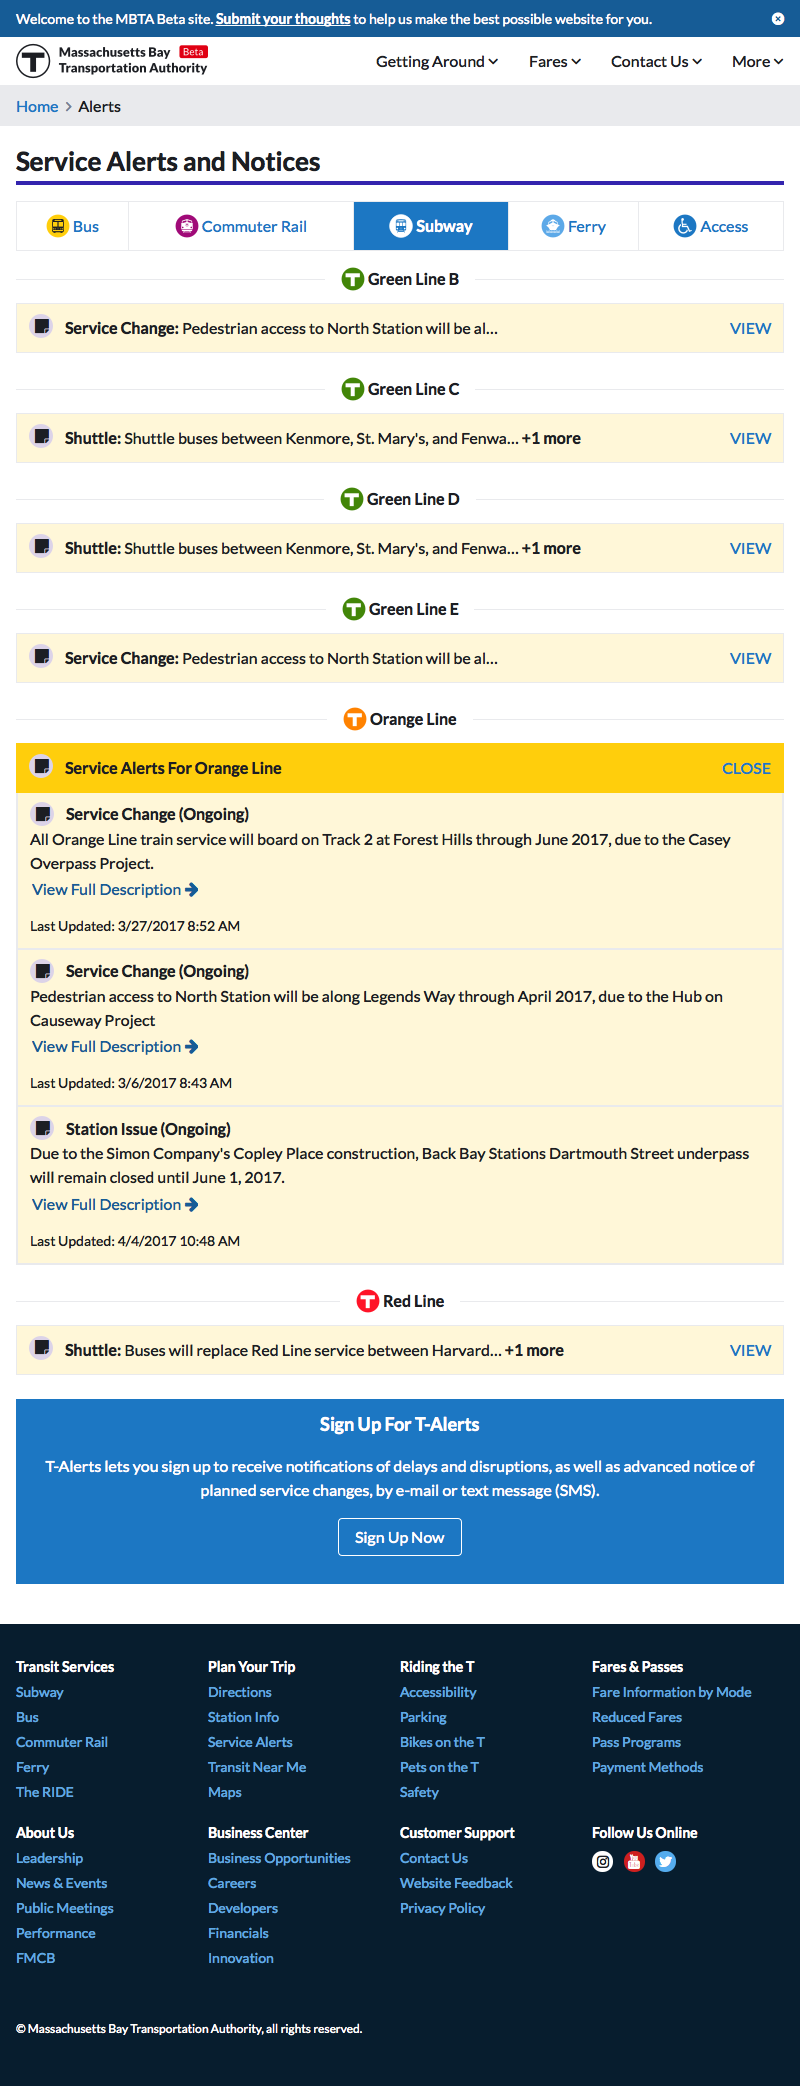 Welcome to the MBTA Beta site. Submit your thoughts to help us make the best possible website for you.
Massachusetts Bay Beta
Transportation Authority
Getting Around Fares Contact Us More
Home > Alerts
Service Alerts and Notices
Bus Commuter Rail Subway Ferry Access
T Green Line B
Service Change: Pedestrian access to North Station will be al... VIEW
T Green Line C
Shuttle: Shuttle buses between Kenmore, St. Mary's, and Fenwa... +1 more VIEW
T Green Line D
Shuttle: Shuttle buses between Kenmore, St. Mary's, and Fenwa... +1 more VIEW
T Green Line E
Service Change: Pedestrian access to North Station will be al... VIEW
T Orange Line
Service Alerts For Orange Line CLOSE
Service Change (Ongoing)
All Orange Line train service will board on Track 2 at Forest Hills through June 2017, due to the Casey
Overpass Project.
View Full Description
Last Updated: 3/27/2017 8:52 AM
Service Change (Ongoing)
Pedestrian access to North Station will be along Legends Way through April 2017, due to the Hub on
Causeway Project
View Full Description
Last Updated: 3/6/2017 8:43 AM
Station Issue (Ongoing)
Due to the Simon Company's Copley Place construction, Back Bay Stations Dartmouth Street underpass
will remain closed until June 1, 2017.
View Full Description
Last Updated: 4/4/2017 10:48 AM
T Red Line
Shuttle: Buses will replace Red Line service between Harvard... +1 more VIEW
Sign Up For T-Alerts
T-Alerts lets you sign up to receive notifications of delays and disruptions, as well as advanced notice of
planned service changes, by e-mail or text message (SMS).
Sign Up Now
Transit Services
Subway
Bus
Commuter Rail
Ferry
The RIDE
Plan Your Trip
Directions
Station Info
Service Alerts
Transit Near Me
Maps
Riding the T
Accessibility
Parking
Bikes on the T
Pets on the T
Safety
Fares & Passes
Fare Information by Mode
Reduced Fares
Pass Programs
Payment Methods
About Us
Leadership
News & Events
Public Meetings
Performance
FMCB
Business Center
Business Opportunities
Careers
Developers
Financials
Innovation
Customer Support
Contact Us
Website Feedback
Privacy Policy
Follow Us Online
© Massachusetts Bay Transportation Authority, all rights reserved.